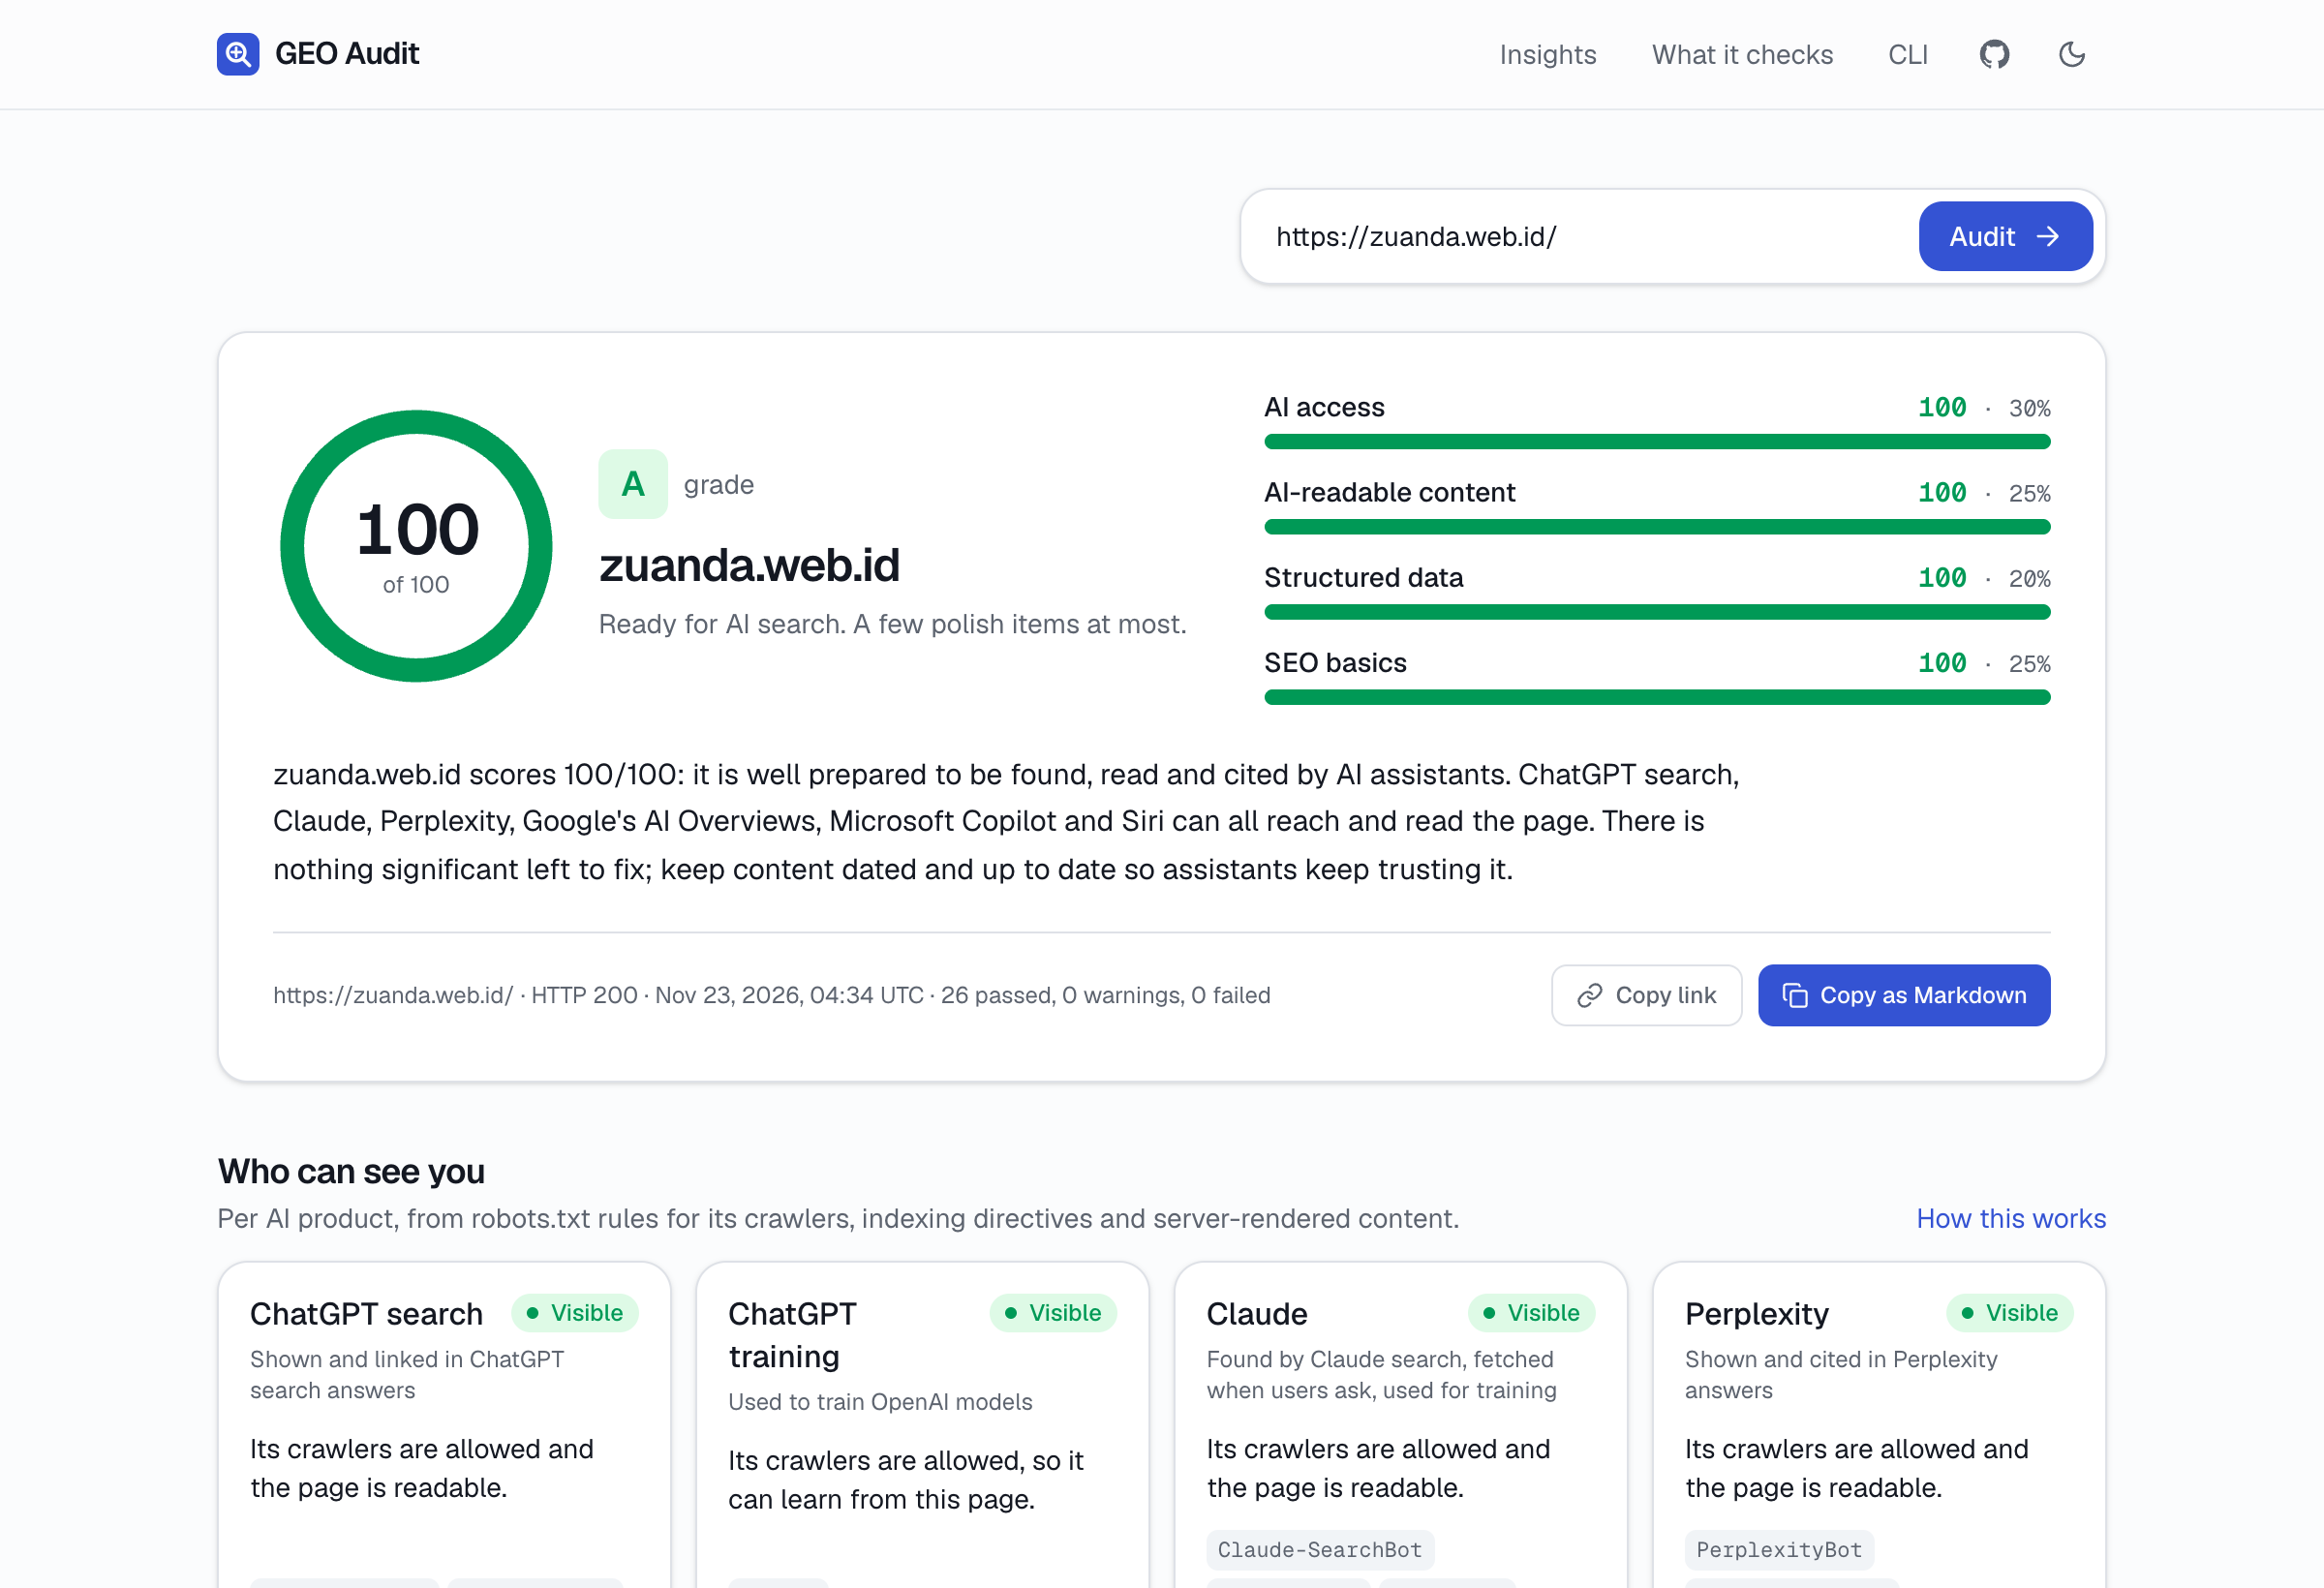 GEO Audit
Insights
What it checks
CLI
https://zuanda.web.id/
Audit
100
of 100
A
grade
zuanda.web.id
Ready for AI search. A few polish items at most.
AI access
100 · 30%
AI-readable content
100 · 25%
Structured data
100 · 20%
SEO basics
100 · 25%
zuanda.web.id scores 100/100: it is well prepared to be found, read and cited by AI assistants. ChatGPT search,
Claude, Perplexity, Google's AI Overviews, Microsoft Copilot and Siri can all reach and read the page. There is
nothing significant left to fix; keep content dated and up to date so assistants keep trusting it.
https://zuanda.web.id/ · HTTP 200 · Nov 23, 2026, 04:34 UTC · 26 passed, 0 warnings, 0 failed
Copy link
Copy as Markdown
Who can see you
Per AI product, from robots.txt rules for its crawlers, indexing directives and server-rendered content.
How this works
ChatGPT search
Visible
Shown and linked in ChatGPT
search answers
Its crawlers are allowed and
the page is readable.
ChatGPT
training
Visible
Used to train OpenAI models
Its crawlers are allowed, so it
can learn from this page.
Claude
Visible
Found by Claude search, fetched
when users ask, used for training
Its crawlers are allowed and
the page is readable.
Claude-SearchBot
Perplexity
Visible
Shown and cited in Perplexity
answers
Its crawlers are allowed and
the page is readable.
PerplexityBot